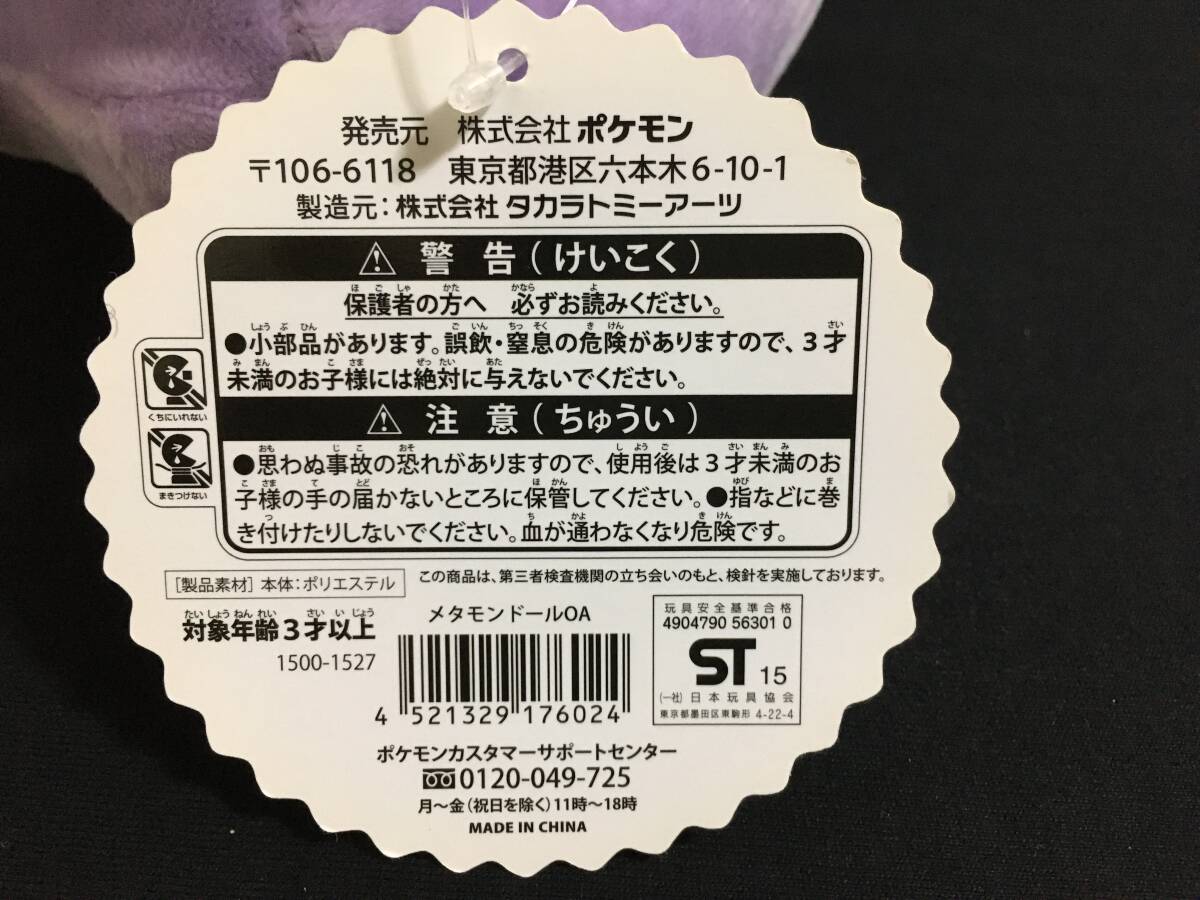 発売元 株式会社 ポケモン
〒106-6118 東京都港区六本木6-10-1
製造元：株式会社 タカラトミーアーツ
警 告（けいこく）
保護者の方へ 必ずお読みください。
●小部品があります。誤飲・窒息の危険がありますので、3才
未満のお子様には絶対に与えないでください。
くちにいれない
注 意（ちゅうい）
●思わぬ事故の恐れがありますので、使用後は3才未満のお
子様の手の届かないところに保管してください。●指などに巻
き付けたりしないでください。血が通わなくなり危険です。
まきつけない
［製品素材］本体：ポリエステル
この商品は、第三者検査機関の立ち会いのもと、検針を実施しております。
対象年齢3才以上
1500-1527
メタモンドールOA
4 521329 176024
玩具安全基準合格
4904790 56301 0
ST 15
(一社) 日本玩具協会
東京都墨田区東駒形 4-22-4
ポケモンカスタマーサポートセンター
0120-049-725
月～金（祝日を除く）11時～18時
MADE IN CHINA